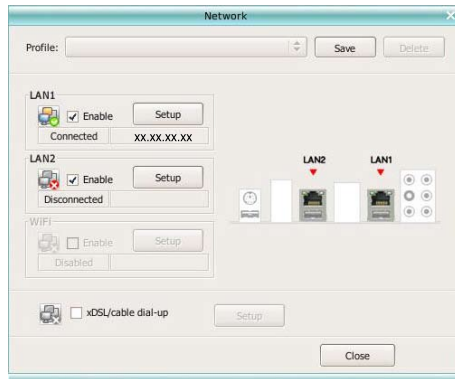 Network
Profile:
Save
Delete
LAN1
Enable
Setup
Connected
XX.XX.XX.XX
LAN2
Enable
Setup
Disconnected
WiFi
Enable
Setup
Disabled
LAN2
LAN1
xDSL/cable dial-up
Setup
Close